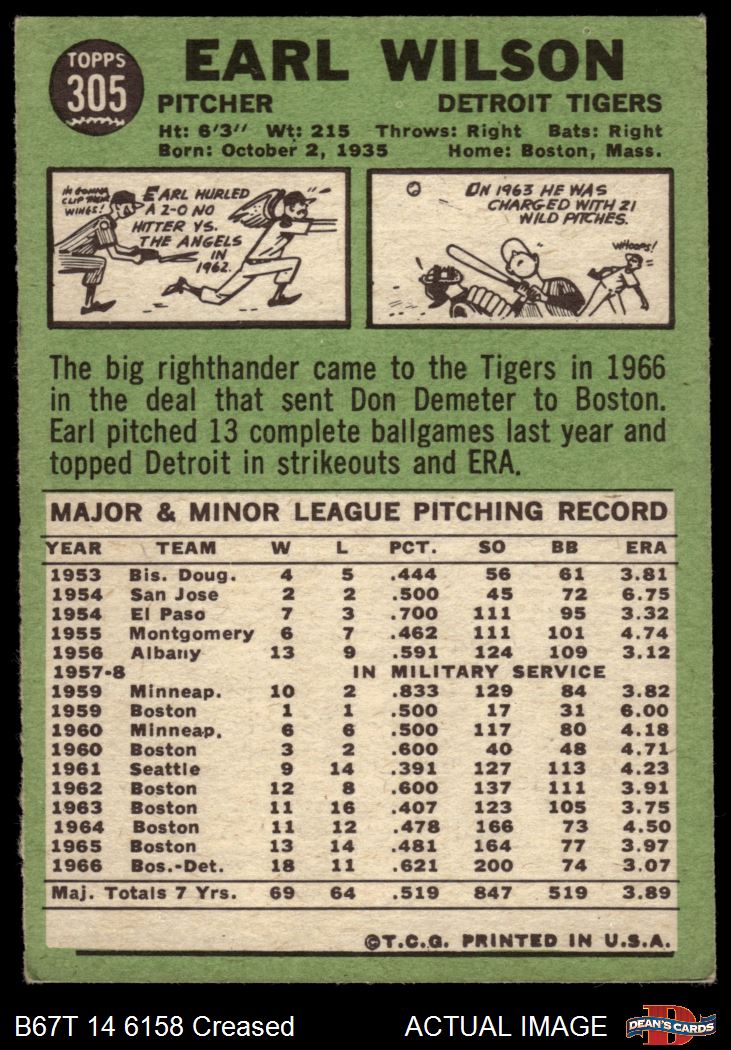 TOPPS
305
EARL WILSON
PITCHER DETROIT TIGERS
Ht: 6'3" Wt: 215 Throws: Right Bats: Right
Born: October 2, 1935 Home: Boston, Mass.
I'M GONNA
CLIP THEM
WINGS!
EARL HURLED
A 2-0 NO
HITTER VS.
THE ANGELS
IN
1962.
ON 1963 HE WAS
CHARGED WITH 21
WILD PITCHES.
WHOOPS!
The big righthander came to the Tigers in 1966
in the deal that sent Don Demeter to Boston.
Earl pitched 13 complete ballgames last year and
topped Detroit in strikeouts and ERA.
MAJOR & MINOR LEAGUE PITCHING RECORD
YEAR TEAM W L PCT. SO BB ERA
1953 Bis. Doug. 4 5 .444 56 61 3.81
1954 San Jose 2 2 .500 45 72 6.75
1954 El Paso 7 3 .700 111 95 3.32
1955 Montgomery 6 7 .462 111 101 4.74
1956 Albany 13 9 .591 124 109 3.12
1957-8 IN MILITARY SERVICE
1959 Minneap. 10 2 .833 129 84 3.82
1959 Boston 1 1 .500 17 31 6.00
1960 Minneap. 6 6 .500 117 80 4.18
1960 Boston 3 2 .600 40 48 4.71
1961 Seattle 9 14 .391 127 113 4.23
1962 Boston 12 8 .600 137 111 3.91
1963 Boston 11 16 .407 123 105 3.75
1964 Boston 11 12 .478 166 73 4.50
1965 Boston 13 14 .481 164 77 3.97
1966 Bos.-Det. 18 11 .621 200 74 3.07
Maj. Totals 7 Yrs. 69 64 .519 847 519 3.89
©T.C.G. PRINTED IN U.S.A.
B67T 14 6158 Creased ACTUAL IMAGE
D
DEAN'S CARDS